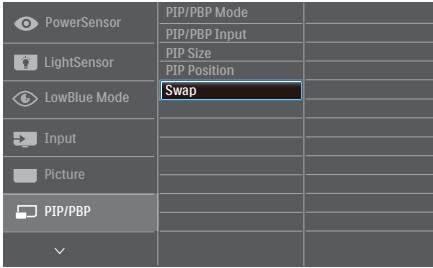 PowerSensor
LightSensor
LowBlue Mode
Input
Picture
PIP/PBP
PIP/PBP Mode
PIP/PBP Input
PIP Size
PIP Position
Swap